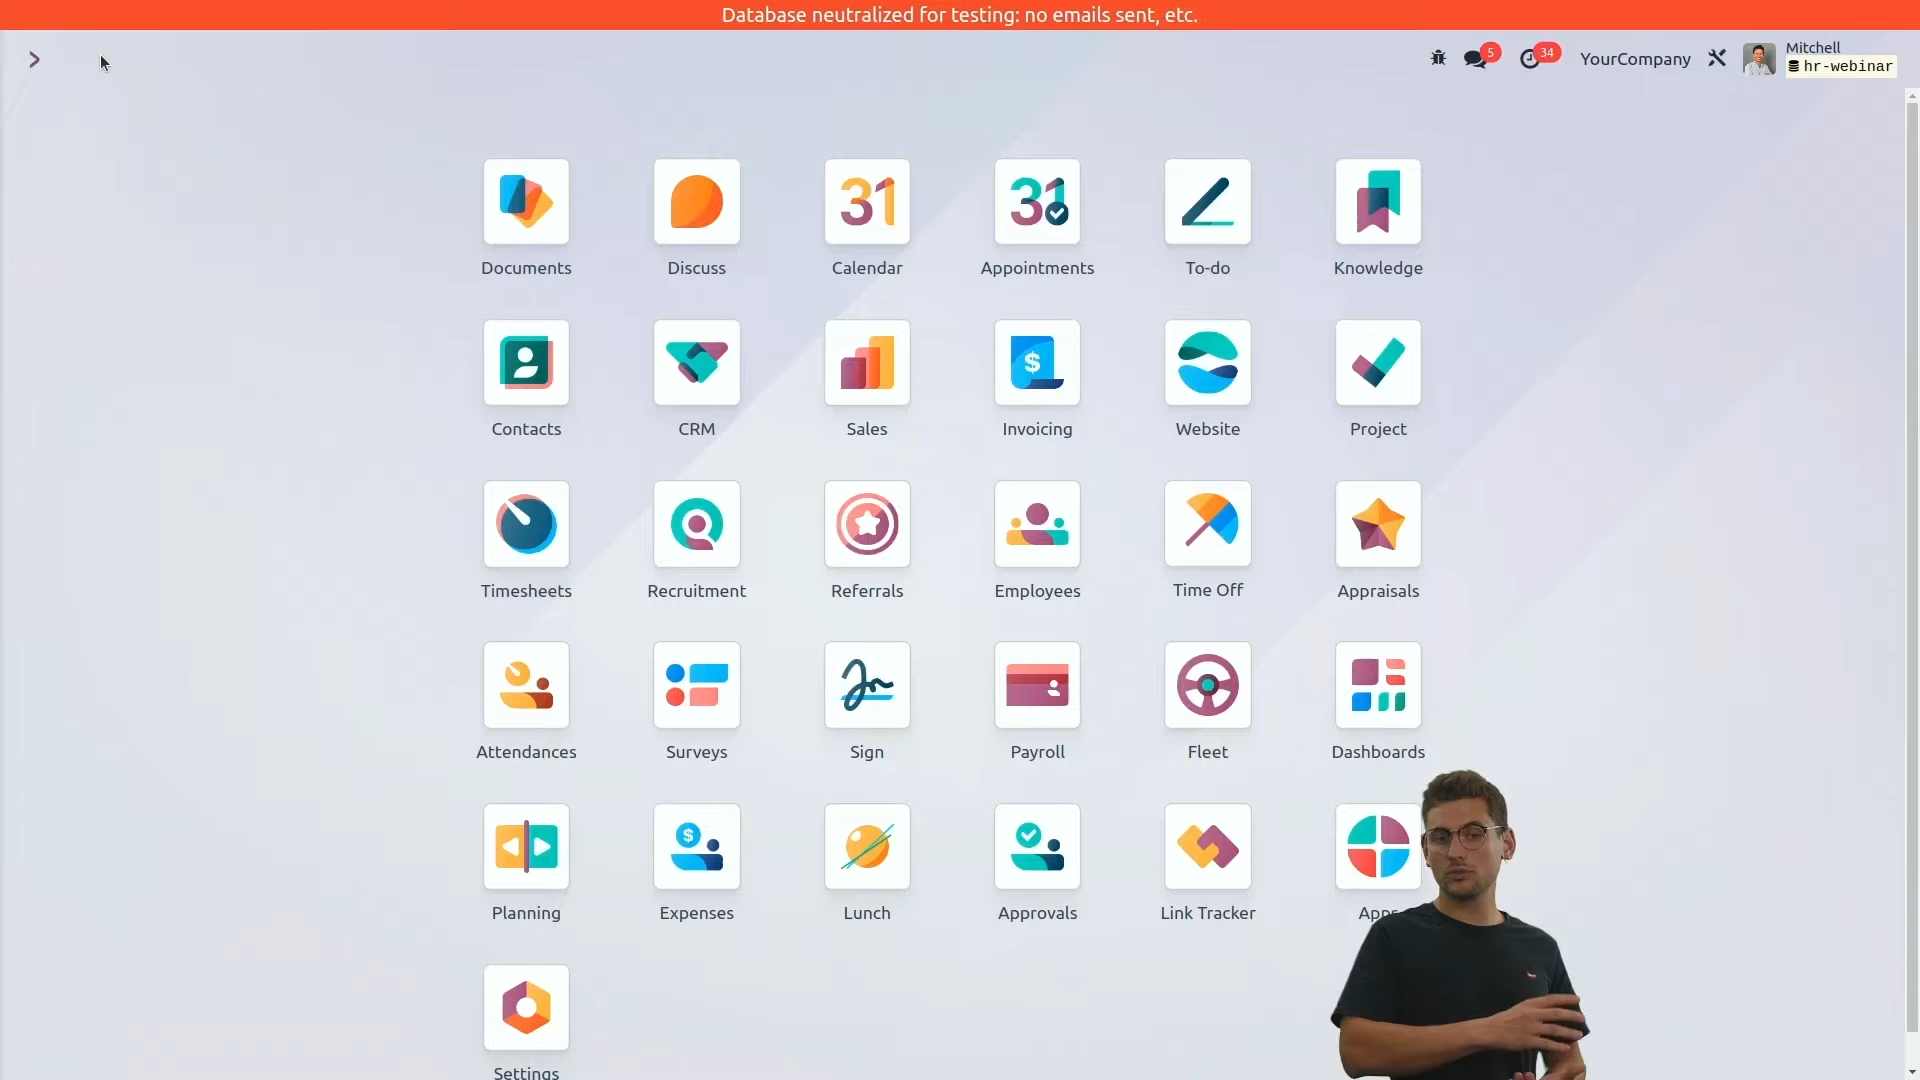 Database neutralized for testing: no emails sent, etc.
5
34
YourCompany
Mitchell
hr-webinar
Documents
Discuss
31
Calendar
31
Appointments
To-do
Knowledge
Contacts
CRM
Sales
$
Invoicing
Website
Project
Timesheets
Recruitment
Referrals
Employees
Time Off
Appraisals
Attendances
Surveys
Sign
Payroll
Fleet
Dashboards
Planning
$
Expenses
Lunch
Approvals
Link Tracker
Apps
Settings